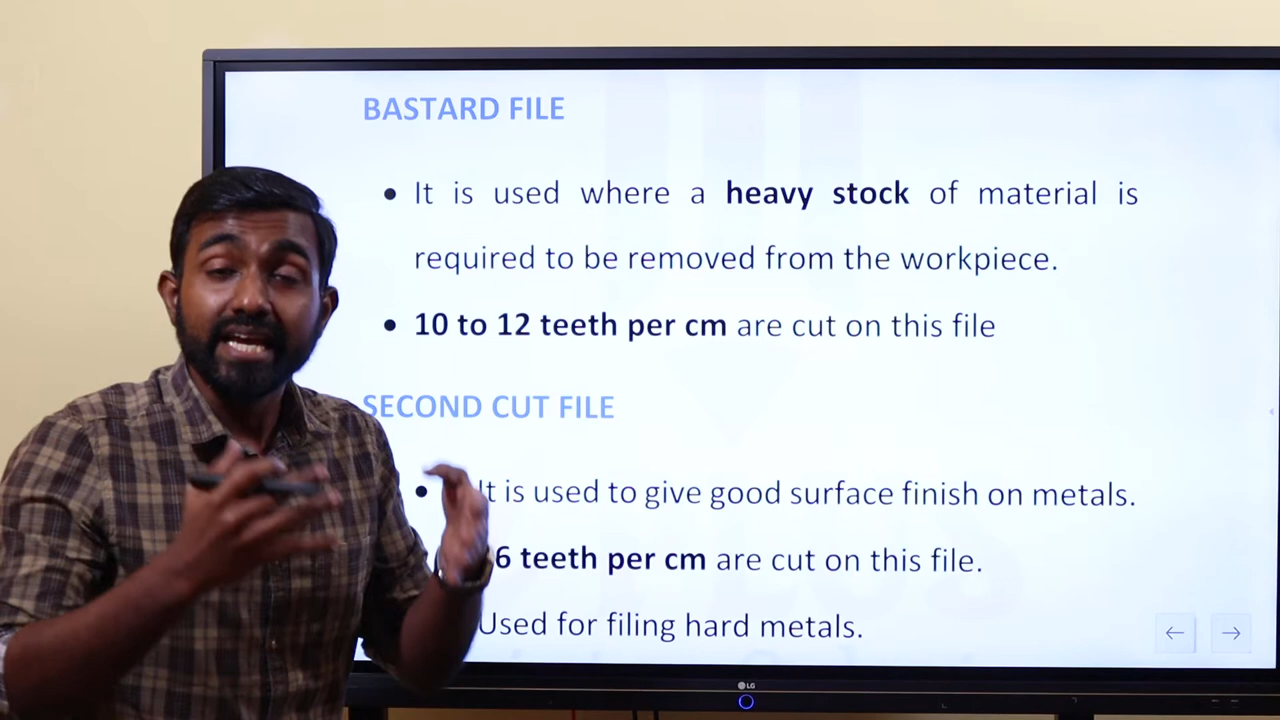 BASTARD FILE
• It is used where a heavy stock of material is
required to be removed from the workpiece.
• 10 to 12 teeth per cm are cut on this file
SECOND CUT FILE
• It is used to give good surface finish on metals.
6 teeth per cm are cut on this file.
Used for filing hard metals.
LG